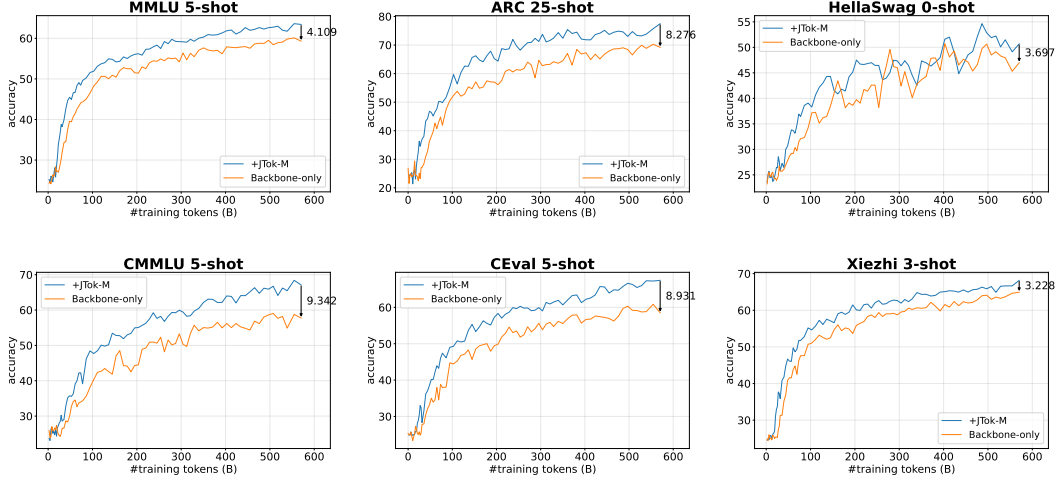 MMLU 5-shot
accuracy
60
50
40
30
4.109
+JTok-M
Backbone-only
0 100 200 300 400 500 600
#training tokens (B)
ARC 25-shot
accuracy
80
70
60
50
40
30
20
8.276
+JTok-M
Backbone-only
0 100 200 300 400 500 600
#training tokens (B)
HellaSwag 0-shot
accuracy
55
50
45
40
35
30
25
+JTok-M
Backbone-only
3.697
0 100 200 300 400 500 600
#training tokens (B)
CMMLU 5-shot
accuracy
70
60
50
40
30
+JTok-M
Backbone-only
9.342
0 100 200 300 400 500 600
#training tokens (B)
CEval 5-shot
accuracy
60
50
40
30
+JTok-M
Backbone-only
8.931
0 100 200 300 400 500 600
#training tokens (B)
Xiezhi 3-shot
accuracy
70
60
50
40
30
3.228
+JTok-M
Backbone-only
0 100 200 300 400 500 600
#training tokens (B)